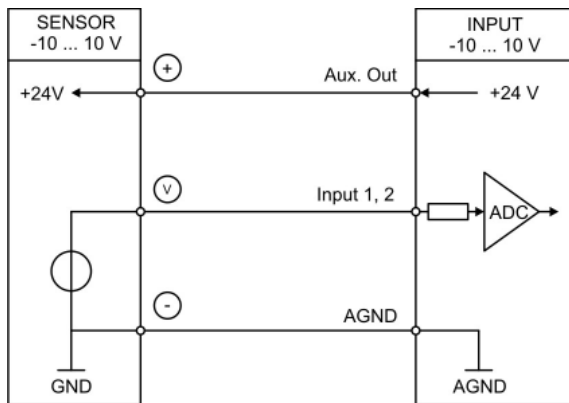 SENSOR
-10 ... 10 V
INPUT
-10 ... 10 V
+
Aux. Out
+24V
+24 V
V
Input 1, 2
ADC
-
AGND
GND
AGND